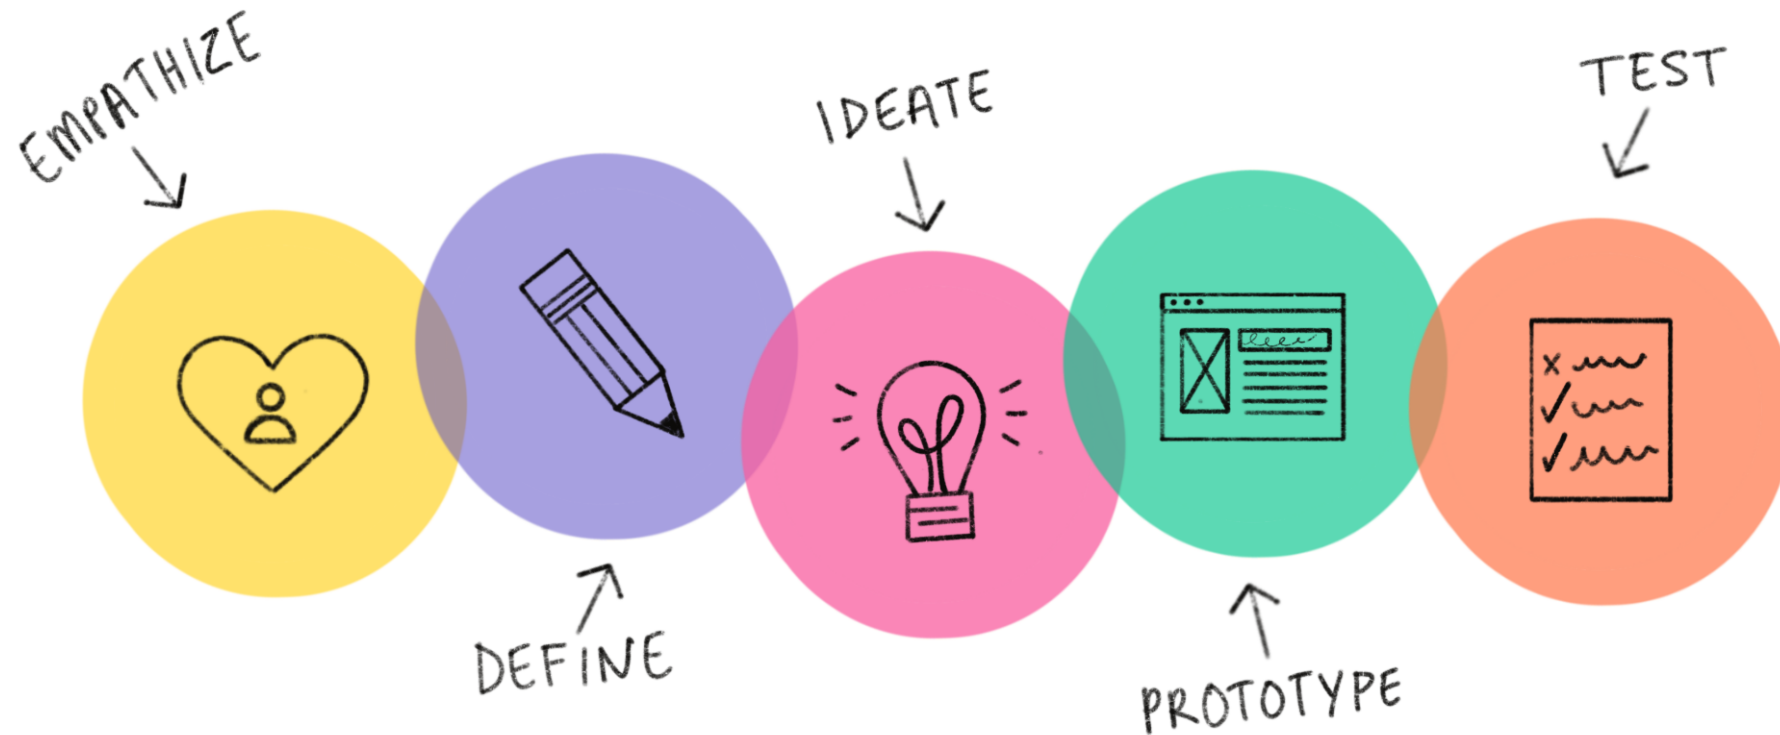 EMPATHIZE
DEFINE
IDEATE
PROTOTYPE
TEST